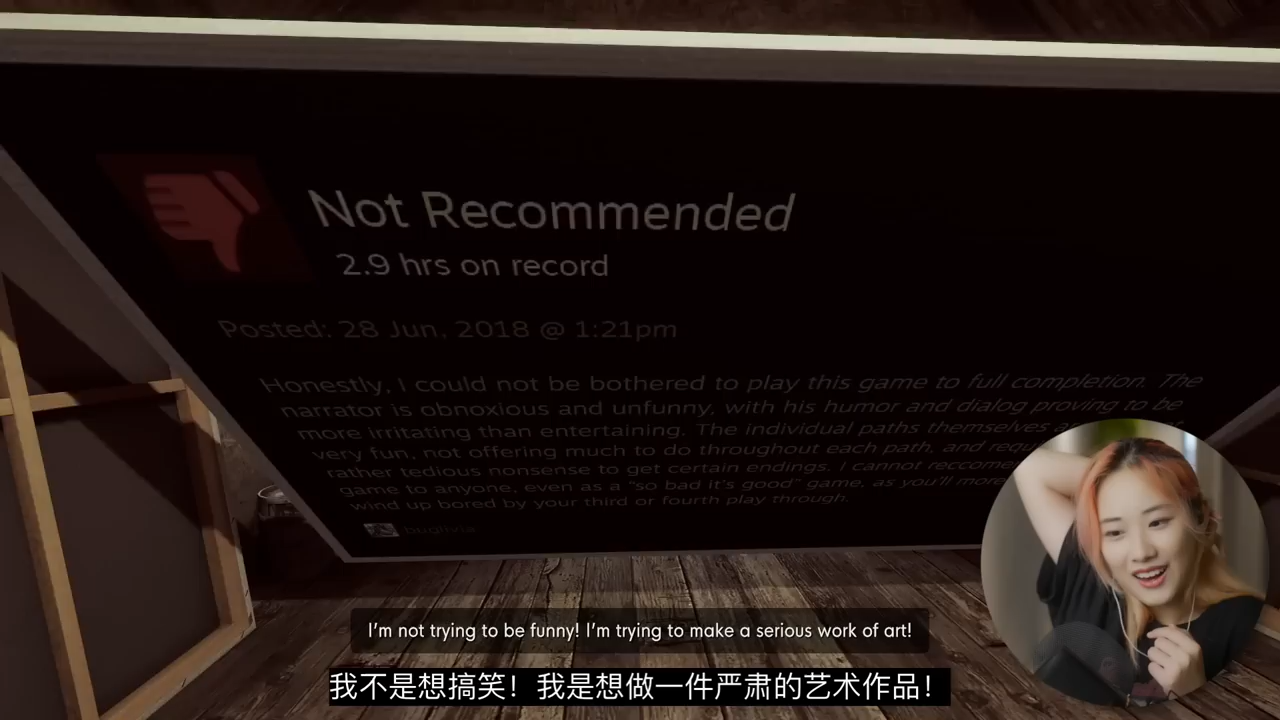 Not Recommended
2.9 hrs on record
Posted: 28 Jun, 2018 @ 1:21pm
Honestly, I could not be bothered to play this game to full completion. The
narrator is obnoxious and unfunny, with his humor and dialog proving to be
more irritating than entertaining. The individual paths themselves
very fun, not offering much to do throughout each path, and
rather tedious nonsense to get certain endings. I cannot
game to anyone, even as a "so bad it's good" game, as you'll more
wind up bored by your third or fourth play through.
I'm not trying to be funny! I'm trying to make a serious work of art!
我不是想搞笑！我是想做一件严肃的艺术作品！